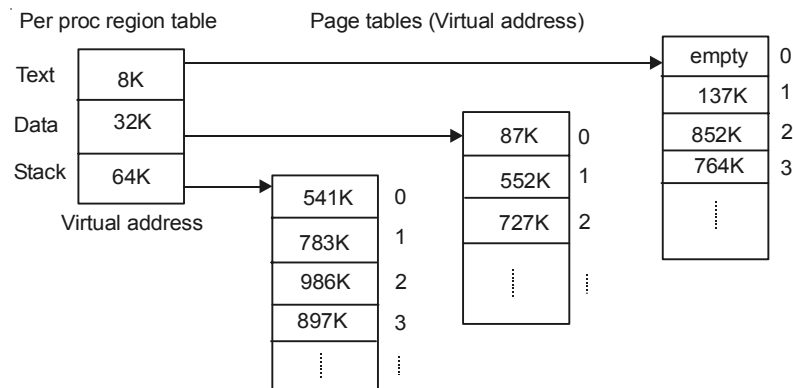 Per proc region table
Page tables (Virtual address)
Text
8K
Data
32K
Stack
64K
Virtual address
empty 0
137K 1
852K 2
764K 3
87K 0
552K 1
727K 2
541K 0
783K 1
986K 2
897K 3